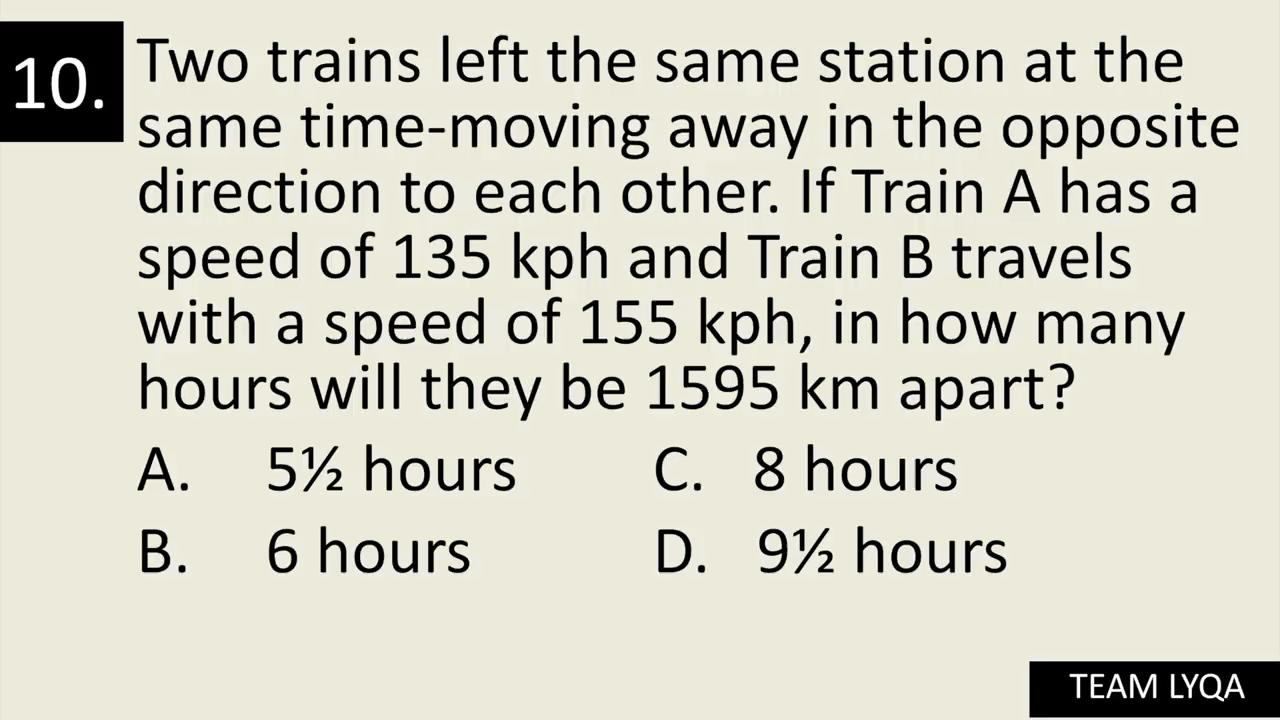 10.
Two trains left the same station at the
same time-moving away in the opposite
direction to each other. If Train A has a
speed of 135 kph and Train B travels
with a speed of 155 kph, in how many
hours will they be 1595 km apart?
A. 5½ hours C. 8 hours
B. 6 hours D. 9½ hours
TEAM LYQA